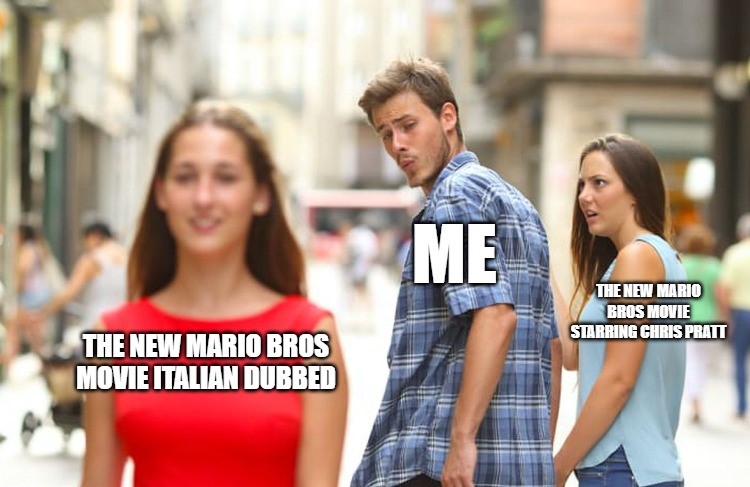 ME
THE NEW MARIO
BROS MOVIE
STARRING CHRIS PRATT
THE NEW MARIO BROS
MOVIE ITALIAN DUBBED